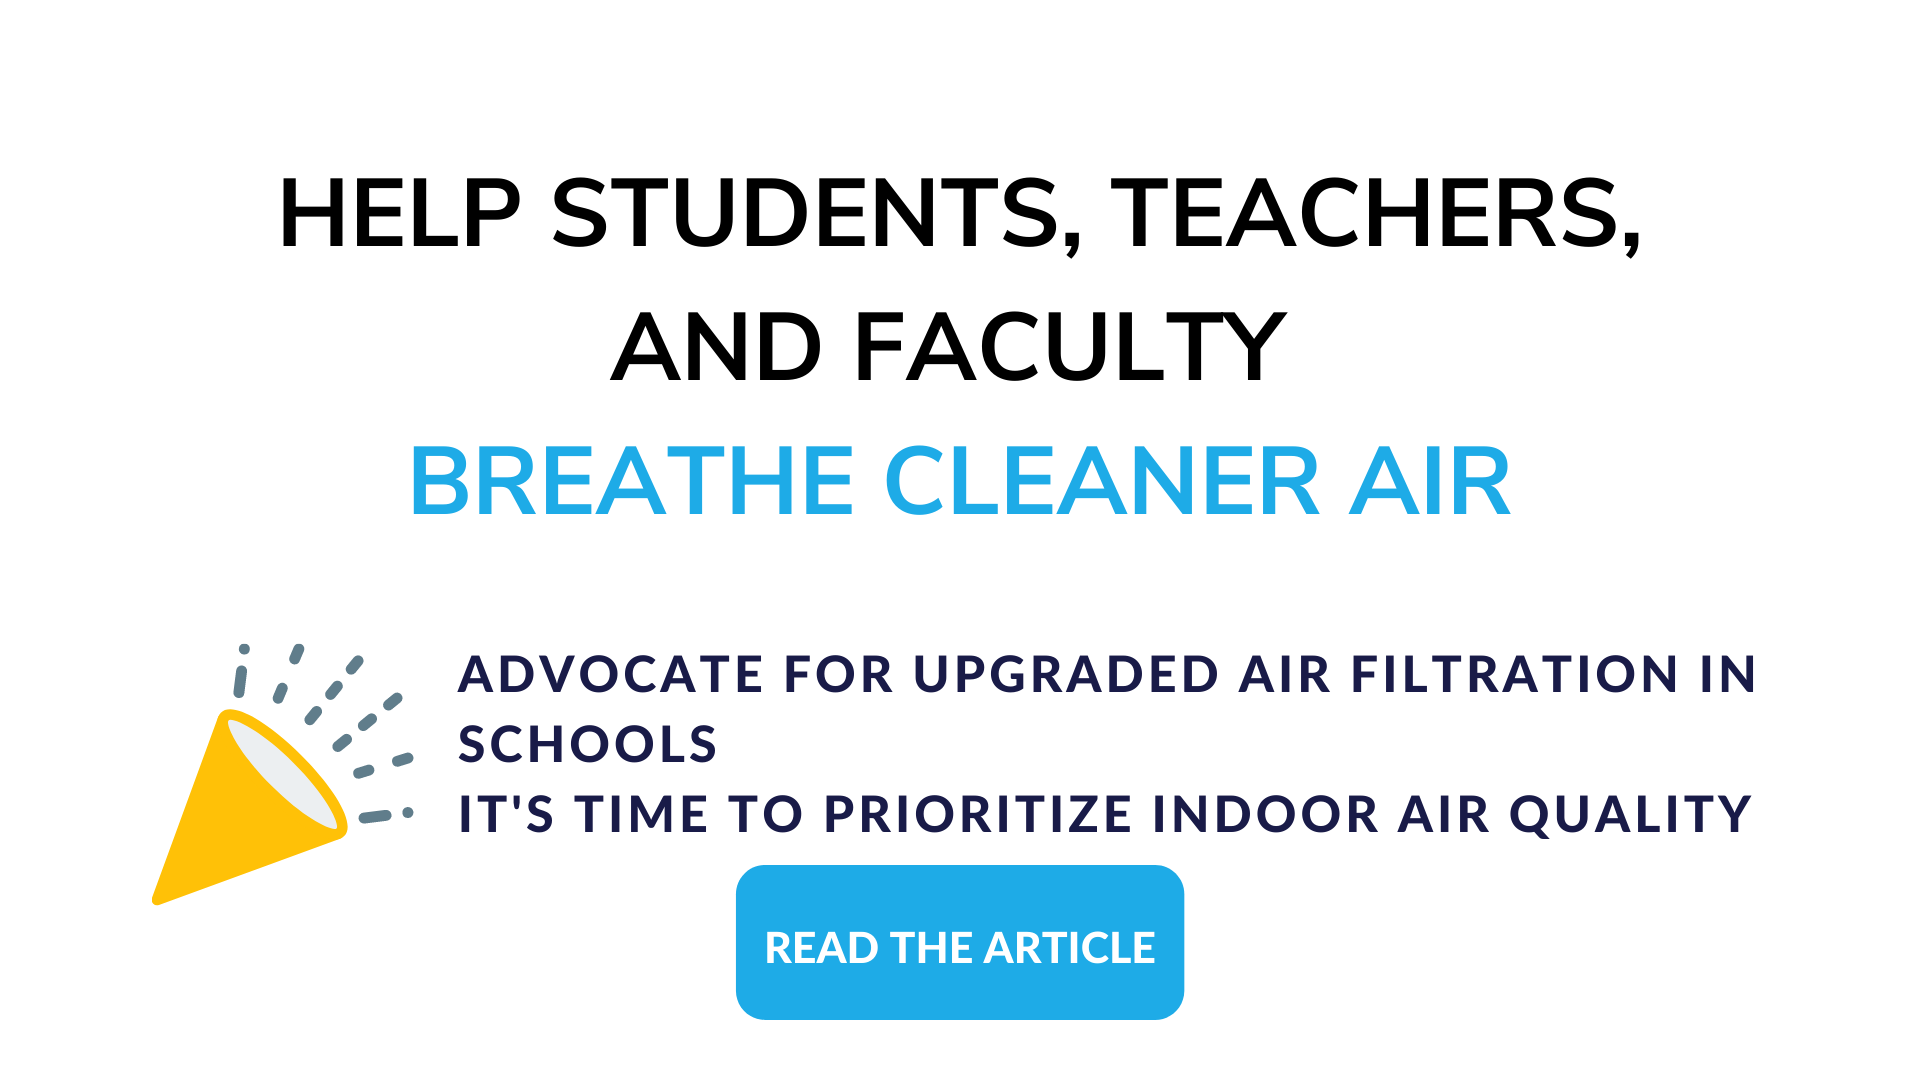 HELP STUDENTS, TEACHERS,
AND FACULTY
BREATHE CLEANER AIR
ADVOCATE FOR UPGRADED AIR FILTRATION IN
SCHOOLS
IT'S TIME TO PRIORITIZE INDOOR AIR QUALITY
READ THE ARTICLE